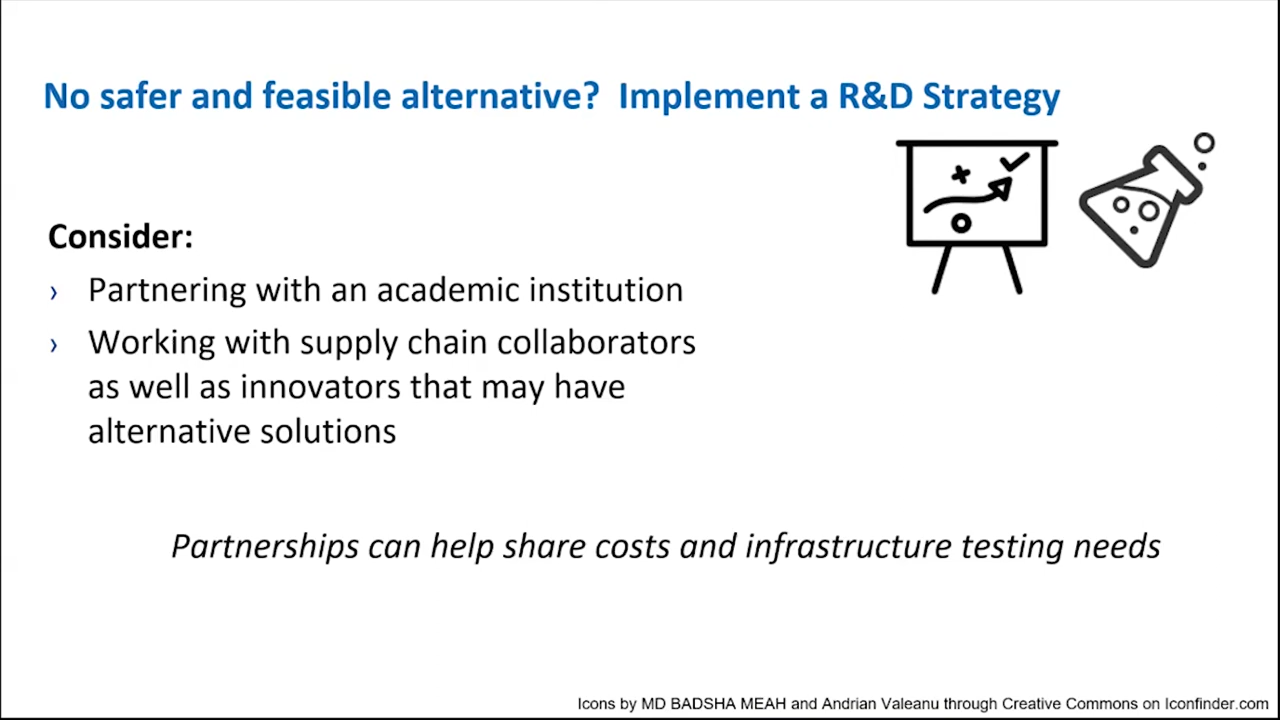 No safer and feasible alternative?  Implement a R&D Strategy
Consider:
› Partnering with an academic institution
› Working with supply chain collaborators
as well as innovators that may have
alternative solutions
Partnerships can help share costs and infrastructure testing needs
Icons by MD BADSHA MEAH and Andrian Valeanu through Creative Commons on Iconfinder.com